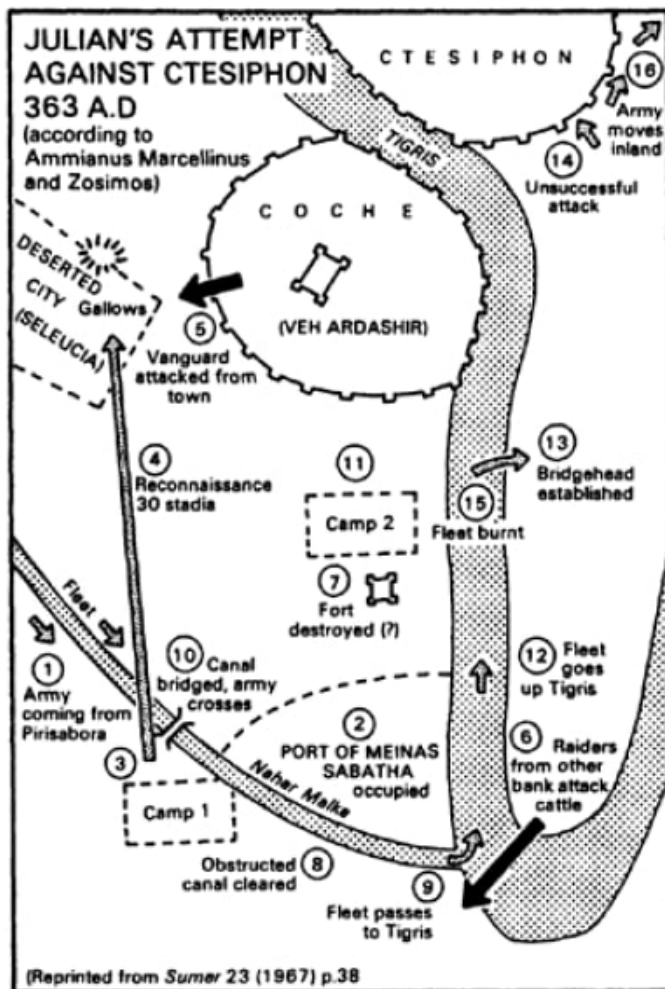 JULIAN'S ATTEMPT
AGAINST CTESIPHON
363 A.D
(according to
Ammianus Marcellinus
and Zosimos)
CTESIPHON
TIGRIS
16
Army
moves
inland
14
Unsuccessful
attack
COCHE
(VEH ARDASHIR)
DESERTED
CITY
(SELEUCIA)
Gallows
5
Vanguard
attacked from
town
4
Reconnaissance
30 stadia
11
Camp 2
13
Bridgehead
established
15
Fleet burnt
7
Fort
destroyed (?)
Fleet
1
Army
coming from
Pirisabora
10 Canal
bridged, army
crosses
12 Fleet
goes
up Tigris
2
PORT OF MEINAS
SABATHA
occupied
6 Raiders
from other
bank attack
cattle
3
Camp 1
Nahar Malke
Obstructed
canal cleared 8
9
Fleet passes
to Tigris
(Reprinted from Sumer 23 (1967) p.38